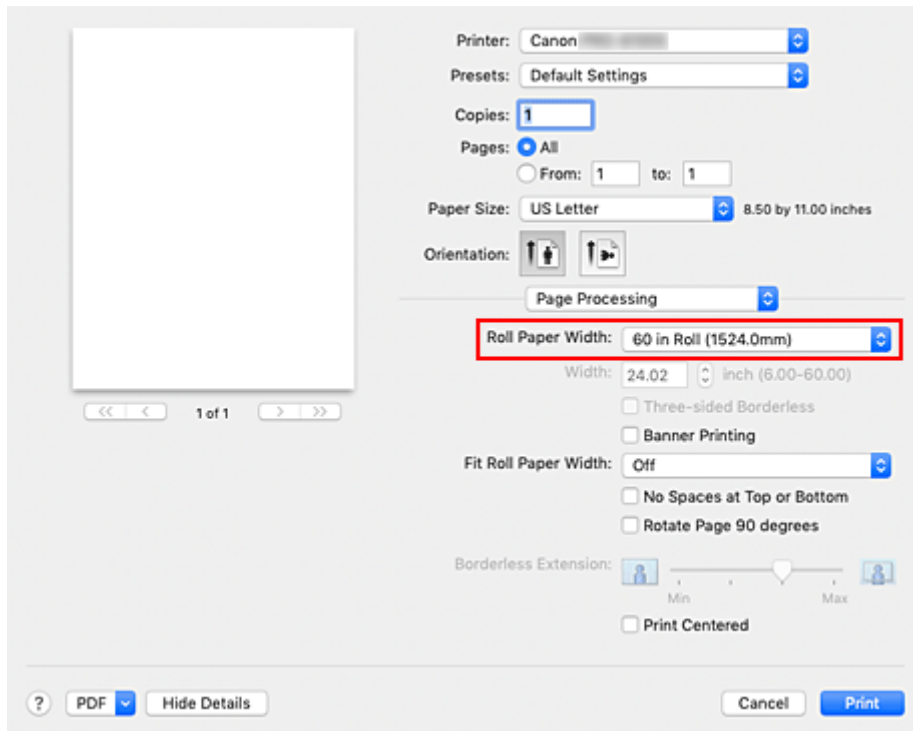 Printer: Canon
Presets: Default Settings
Copies: 1
Pages: All
From: 1 to: 1
Paper Size: US Letter 8.50 by 11.00 inches
Orientation:
Page Processing
Roll Paper Width: 60 in Roll (1524.0mm)
Width: 24.02 inch (6.00-60.00)
Three-sided Borderless
Banner Printing
Fit Roll Paper Width: Off
No Spaces at Top or Bottom
Rotate Page 90 degrees
Borderless Extension:
Min Max
Print Centered
1 of 1
? PDF Hide Details Cancel Print